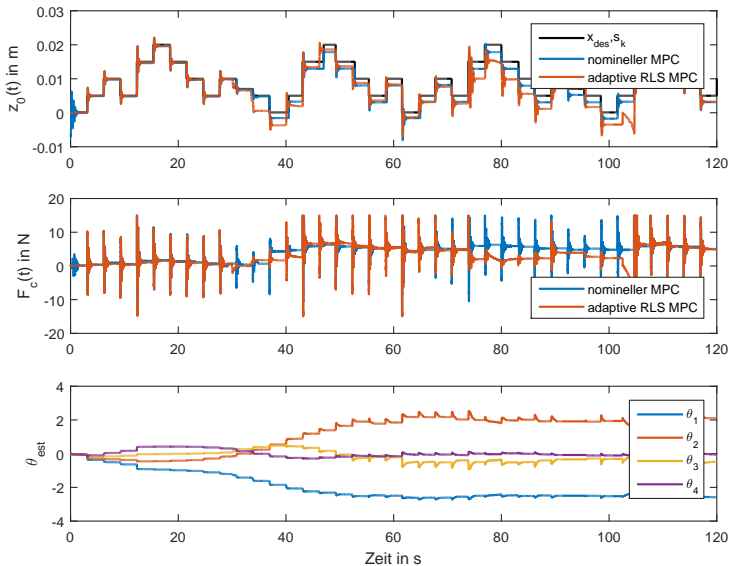 0.03
0.02
0.01
0
-0.01
z_0(t) in m
x_des,s_k
nomineller MPC
adaptive RLS MPC
0 20 40 60 80 100 120
20
10
0
-10
-20
F_c(t) in N
nomineller MPC
adaptive RLS MPC
0 20 40 60 80 100 120
4
2
0
-2
-4
θ_est
θ_1
θ_2
θ_3
θ_4
0 20 40 60 80 100 120
Zeit in s